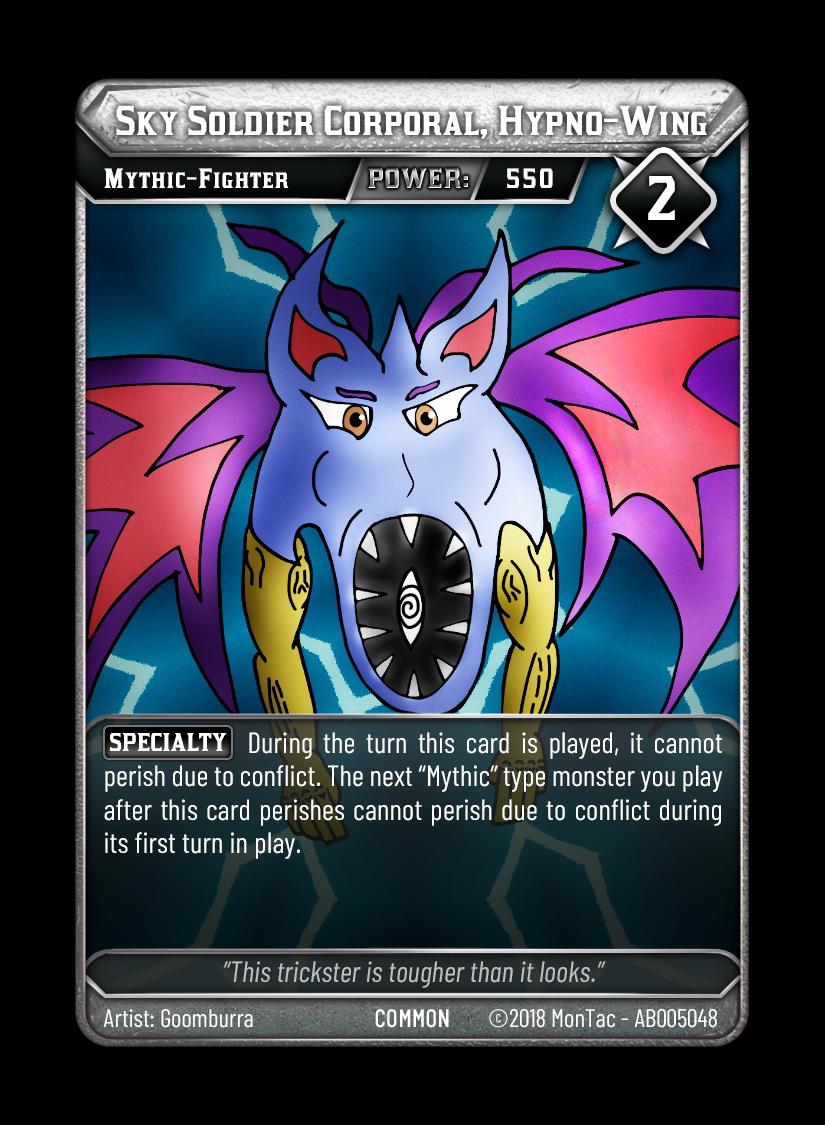 Sky Soldier Corporal, Hypno-Wing
Mythic-Fighter POWER: 550
2
SPECIALTY During the turn this card is played, it cannot
perish due to conflict. The next “Mythic” type monster you play
after this card perishes cannot perish due to conflict during
its first turn in play.
“This trickster is tougher than it looks.”
Artist: Goomburra COMMON ©2018 MonTac - AB005048